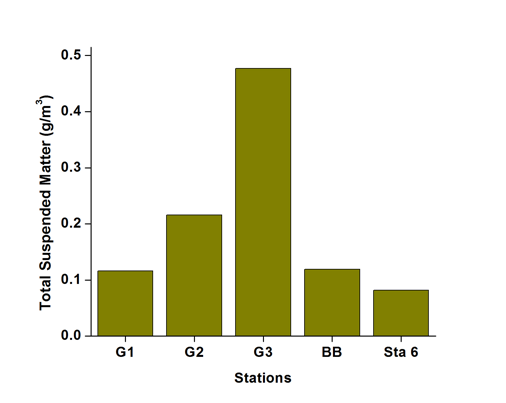 Total Suspended Matter (g/m³)
0.5
0.4
0.3
0.2
0.1
0.0
G1 G2 G3 BB Sta 6
Stations